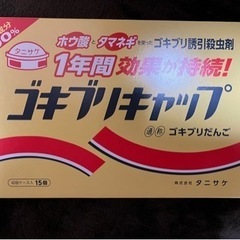 タニサケ
ホウ酸とタマネギを使ったゴキブリ誘引殺虫剤
1年間効果が持続!
ゴキブリキャップ
通称 ゴキブリだんご
15個
株式会社 タニサケ